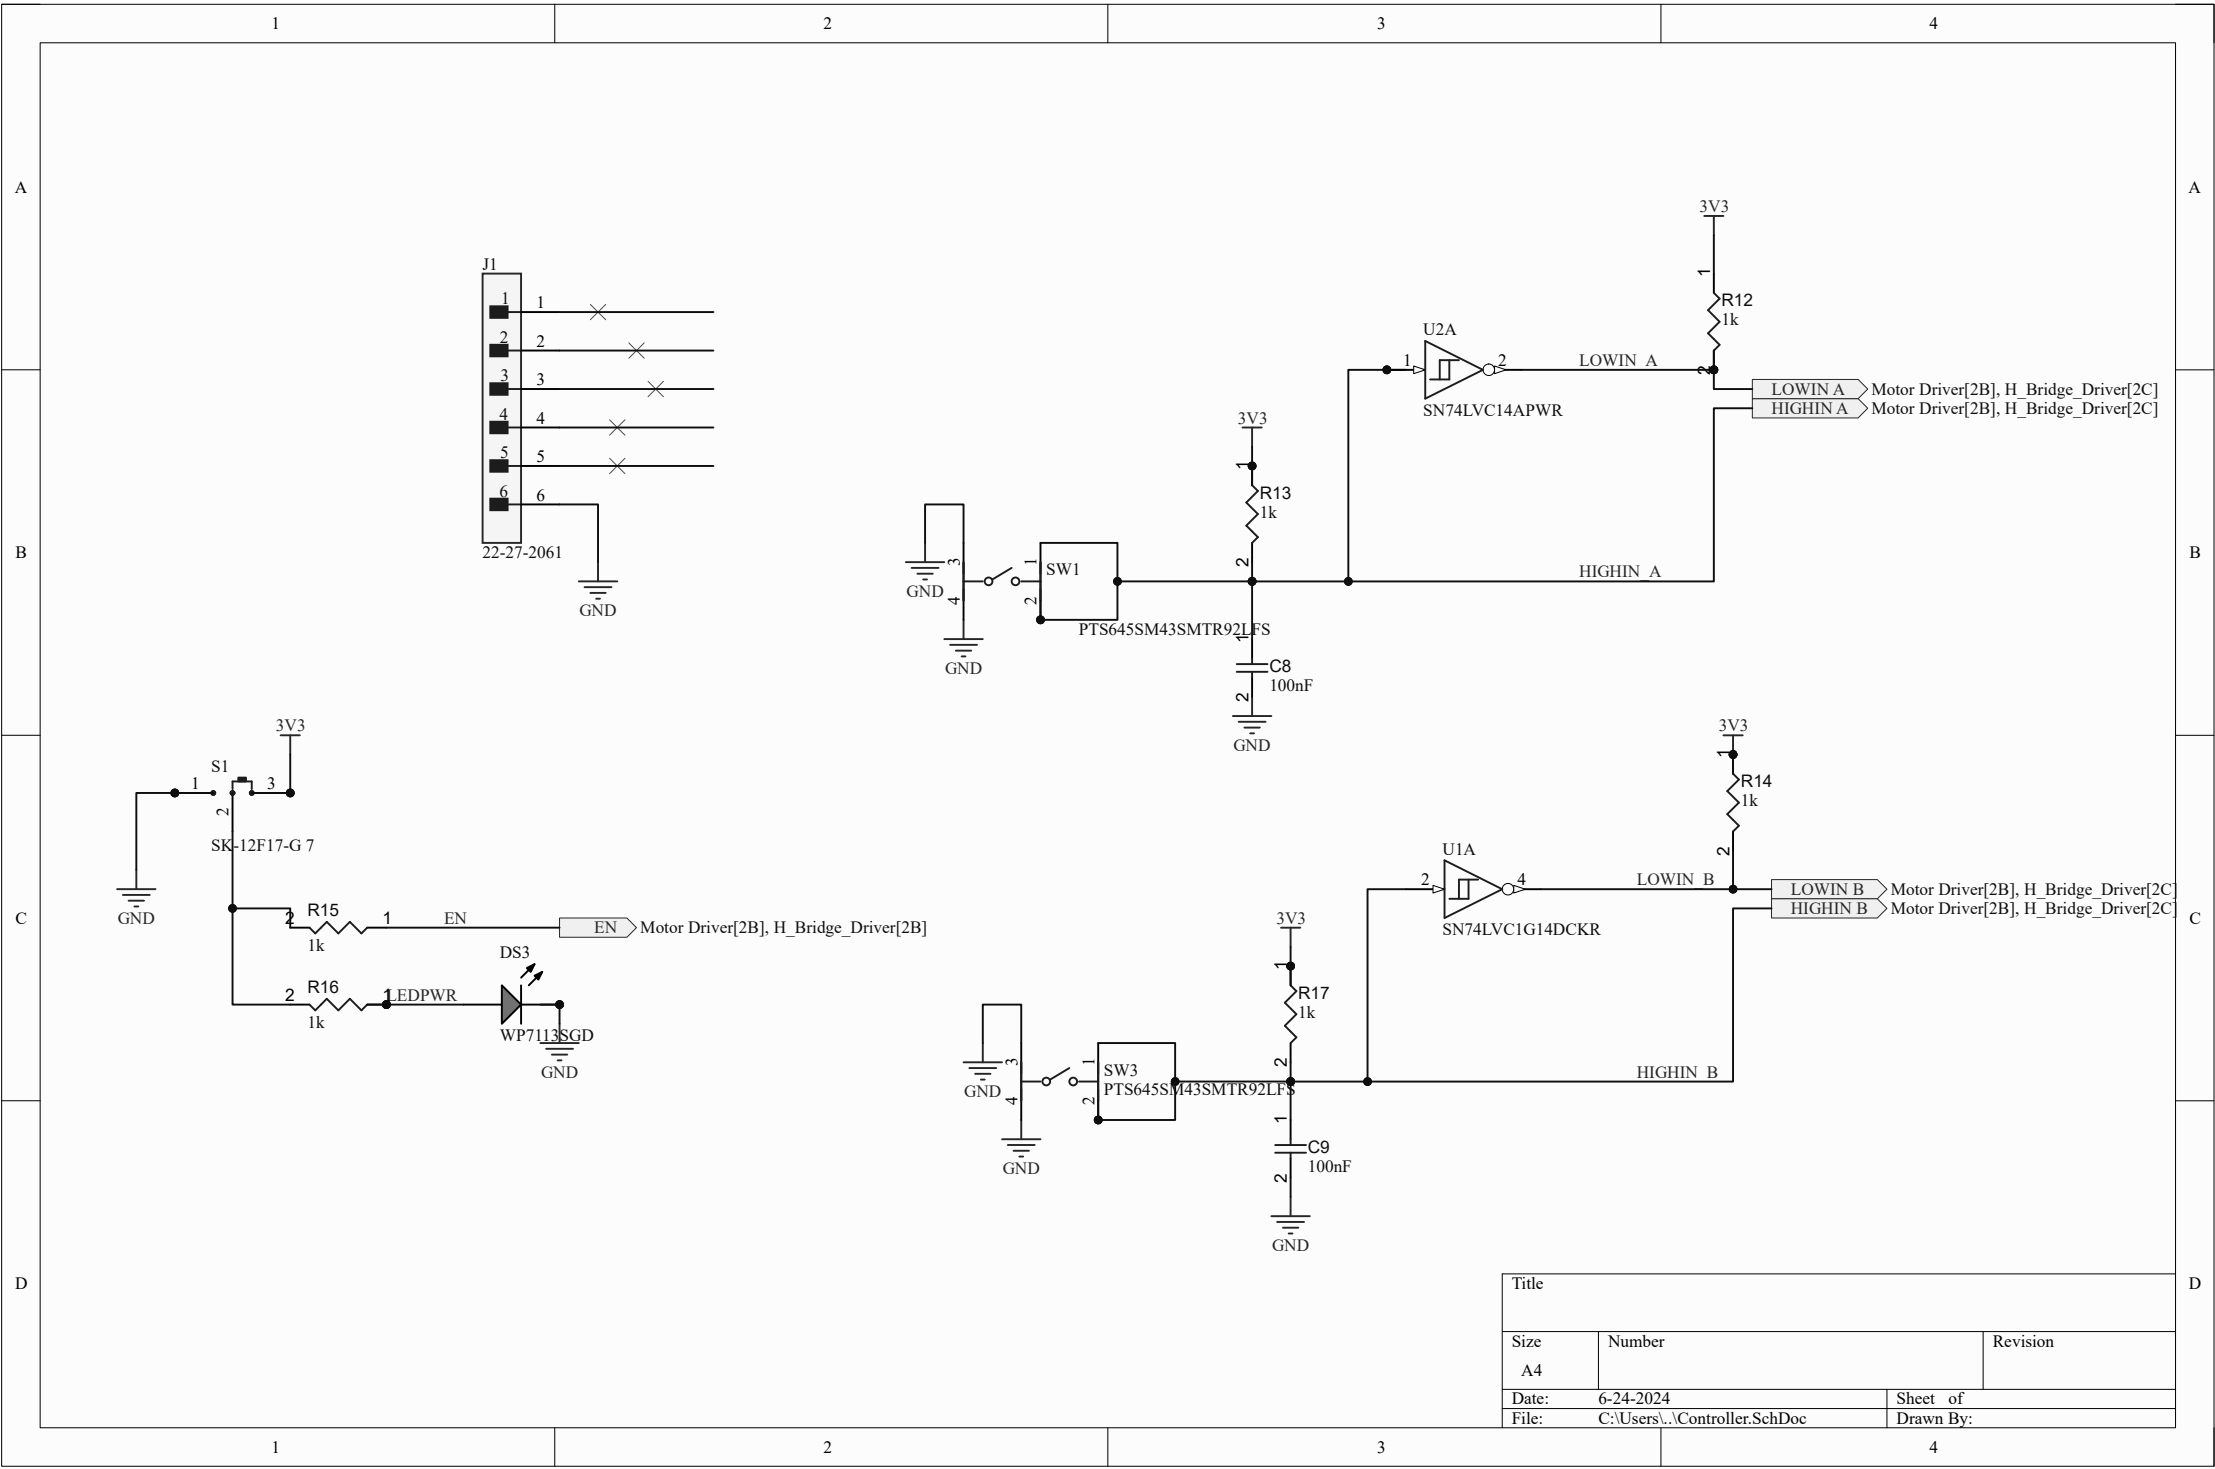 1 2 3 4
A A
3V3
1
R12
1k
2
J1
1 1
2 2
3 3
4 4
5 5
6 6
22-27-2061
GND
U2A
1 2
SN74LVC14APWR
LOWIN_A
LOWIN A Motor Driver[2B], H_Bridge_Driver[2C]
HIGHIN A Motor Driver[2B], H_Bridge_Driver[2C]
3V3
1
R13
1k
2
B B
GND
3 1
SW1
4 2
PTS645SM43SMTR92LFS
GND
HIGHIN_A
1
C8
100nF
2
GND
3V3
S1
1 3
2
SK-12F17-G 7
GND
C C
2 R15 1 EN
1k
EN Motor Driver[2B], H_Bridge_Driver[2B]
DS3
2 R16 1 LEDPWR
1k
WP7113SGD
GND
3V3
1
R14
1k
2
U1A
2 4
SN74LVC1G14DCKR
LOWIN_B
LOWIN B Motor Driver[2B], H_Bridge_Driver[2C]
HIGHIN B Motor Driver[2B], H_Bridge_Driver[2C]
3V3
1
R17
1k
2
GND
3 1
SW3
PTS645SM43SMTR92LFS
4 2
GND
HIGHIN_B
1
C9
100nF
2
GND
D D
Title
Size Number Revision
A4
Date: 6-24-2024 Sheet of
File: C:\Users\..\Controller.SchDoc Drawn By:
1 2 3 4